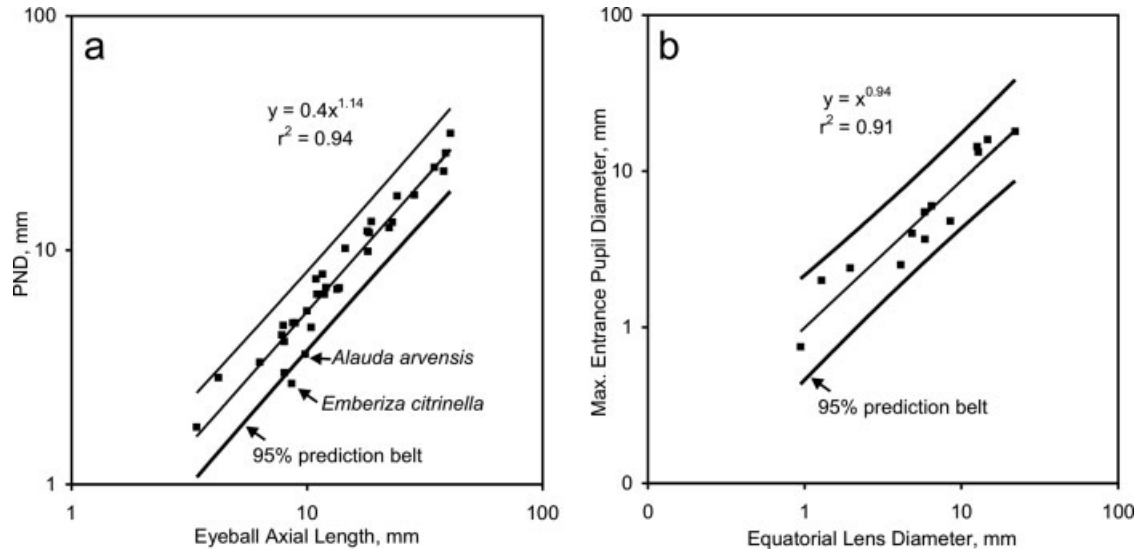 a
100
10
1
PND, mm
y = 0.4x^1.14
r² = 0.94
Alauda arvensis
Emberiza citrinella
95% prediction belt
1
10
100
Eyeball Axial Length, mm
b
100
10
1
0
Max. Entrance Pupil Diameter, mm
y = x^0.94
r² = 0.91
95% prediction belt
0
1
10
100
Equatorial Lens Diameter, mm